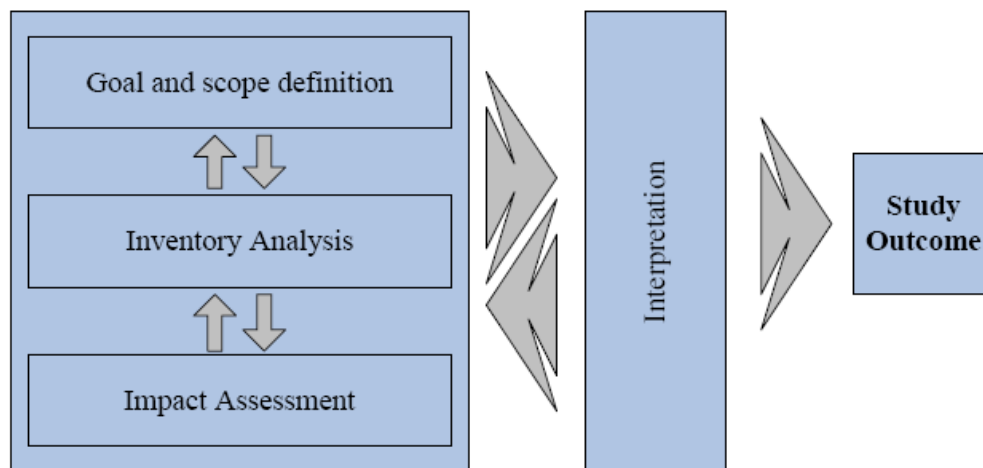 Goal and scope definition
Inventory Analysis
Impact Assessment
Interpretation
Study
Outcome